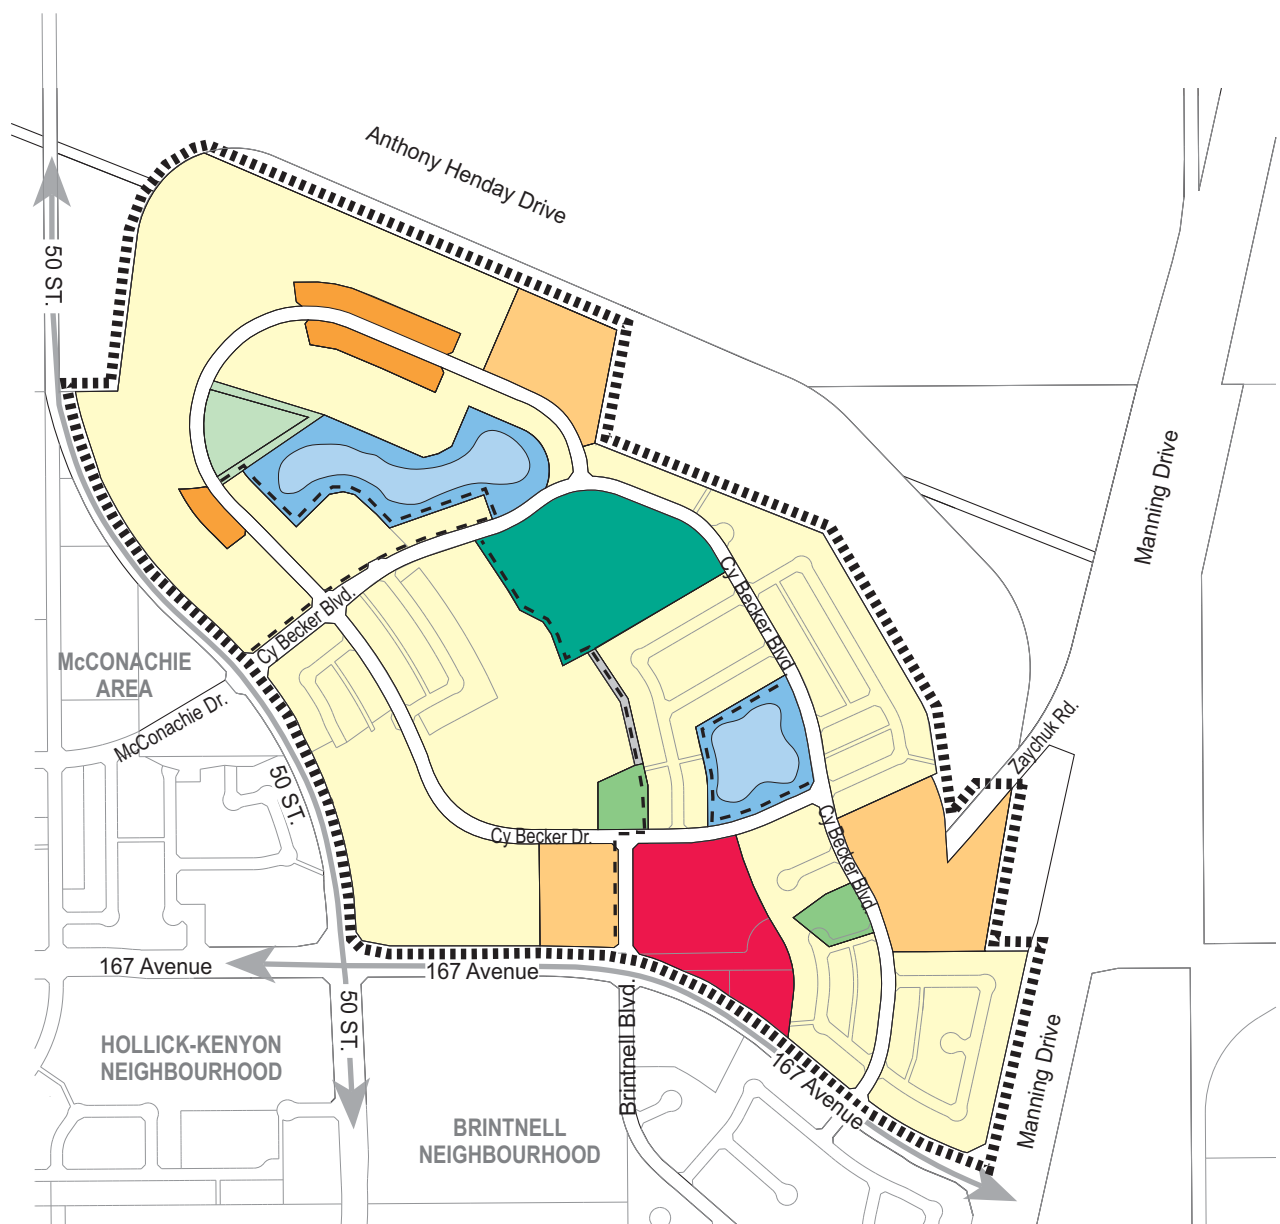 Anthony Henday Drive
50 ST.
Manning Drive
Cy Becker Blvd.
Cy Becker Blvd.
McCONACHIE
AREA
McConachie Dr.
Zaychuk Rd.
50 ST.
Cy Becker Dr.
Cy Becker Blvd.
167 Avenue
167 Avenue
50 ST.
Brintnell Blvd.
HOLLICK-KENYON
NEIGHBOURHOOD
167 Avenue
Manning Drive
BRINTNELL
NEIGHBOURHOOD